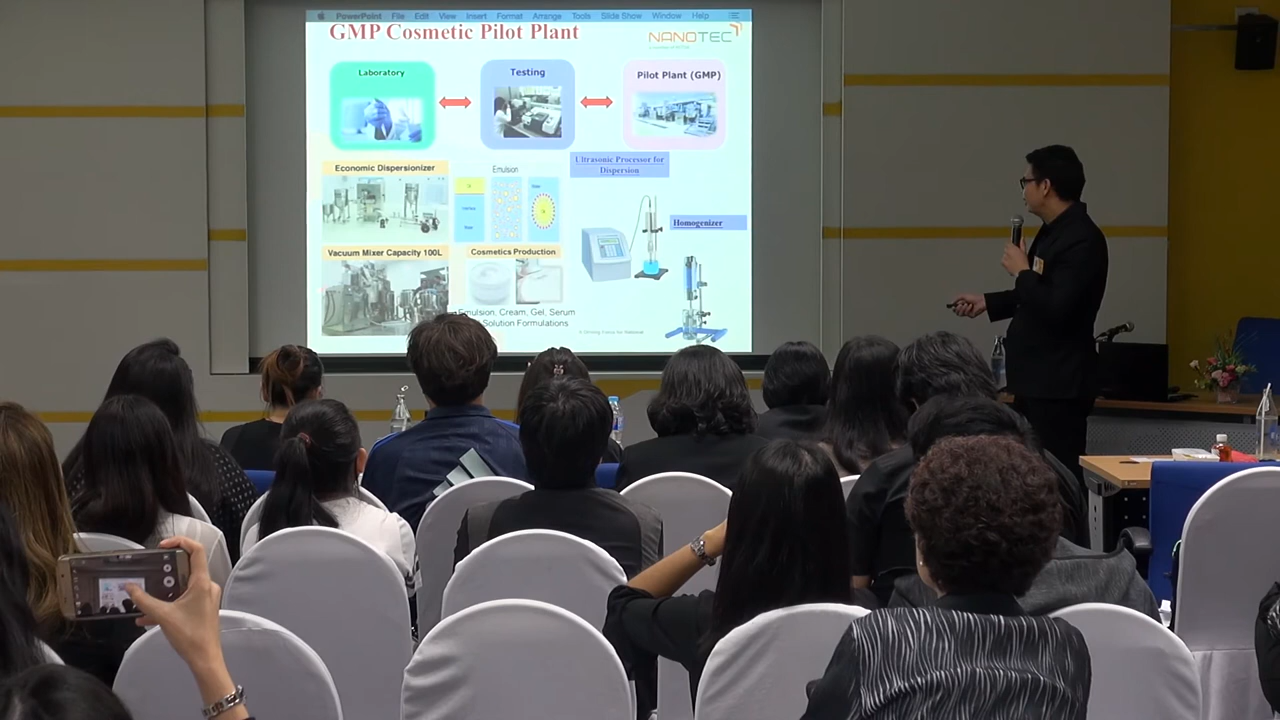 PowerPoint File Edit View Insert Format Arrange Tools Slide Show Window Help
GMP Cosmetic Pilot Plant
NANOTEC
Laboratory
Testing
Pilot Plant (GMP)
Economic Dispersionizer
Emulsion
Ultrasonic Processor for
Dispersion
Homogenizer
Vacuum Mixer Capacity 100L
Cosmetics Production
Emulsion, Cream, Gel, Serum
Solution Formulations